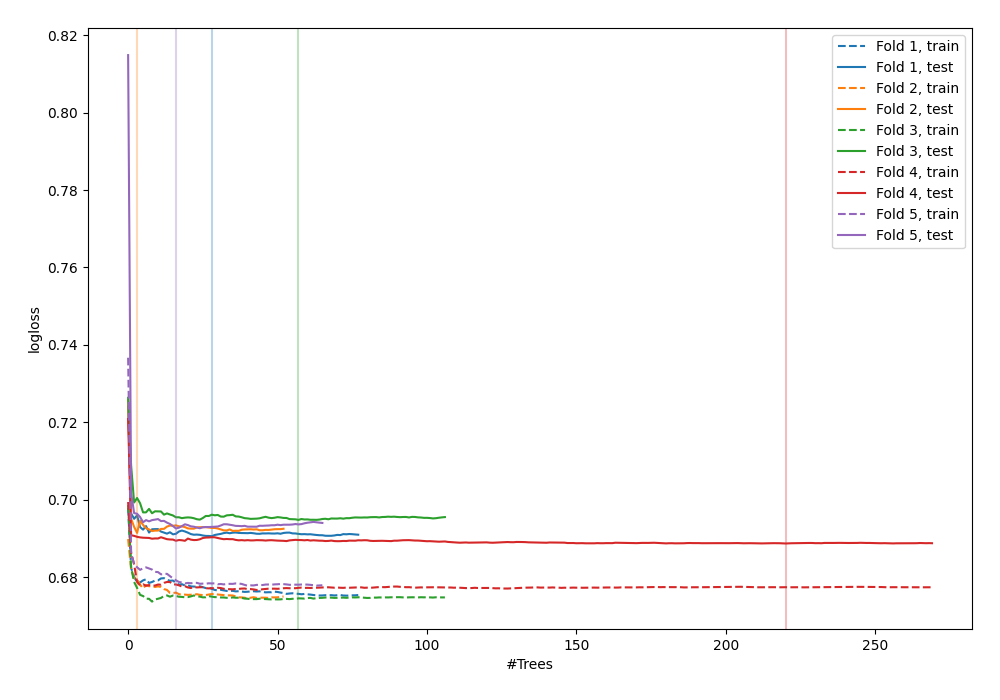 0.82
0.80
0.78
0.76
0.74
0.72
0.70
0.68
logloss
0
50
100
150
200
250
#Trees
Fold 1, train
Fold 1, test
Fold 2, train
Fold 2, test
Fold 3, train
Fold 3, test
Fold 4, train
Fold 4, test
Fold 5, train
Fold 5, test